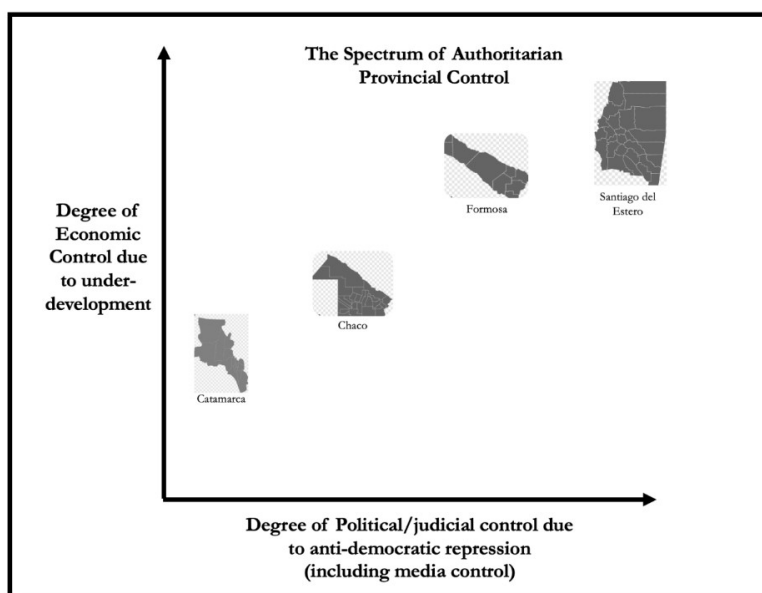 The Spectrum of Authoritarian
Provincial Control
Degree of
Economic
Control due
to under-
development
Formosa
Santiago del
Estero
Chaco
Catamarca
Degree of Political/judicial control due
to anti-democratic repression
(including media control)